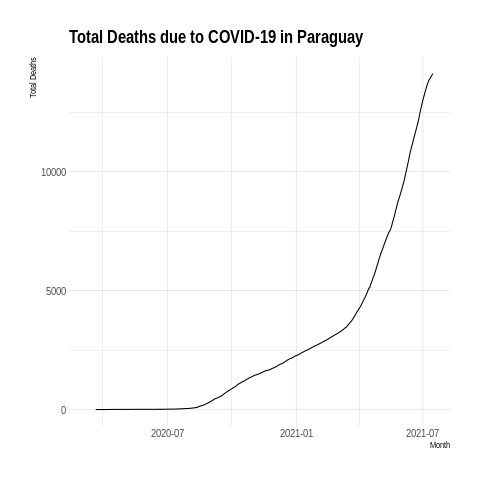 Total Deaths due to COVID-19 in Paraguay
Total Deaths
10000
5000
0
2020-07
2021-01
2021-07
Month